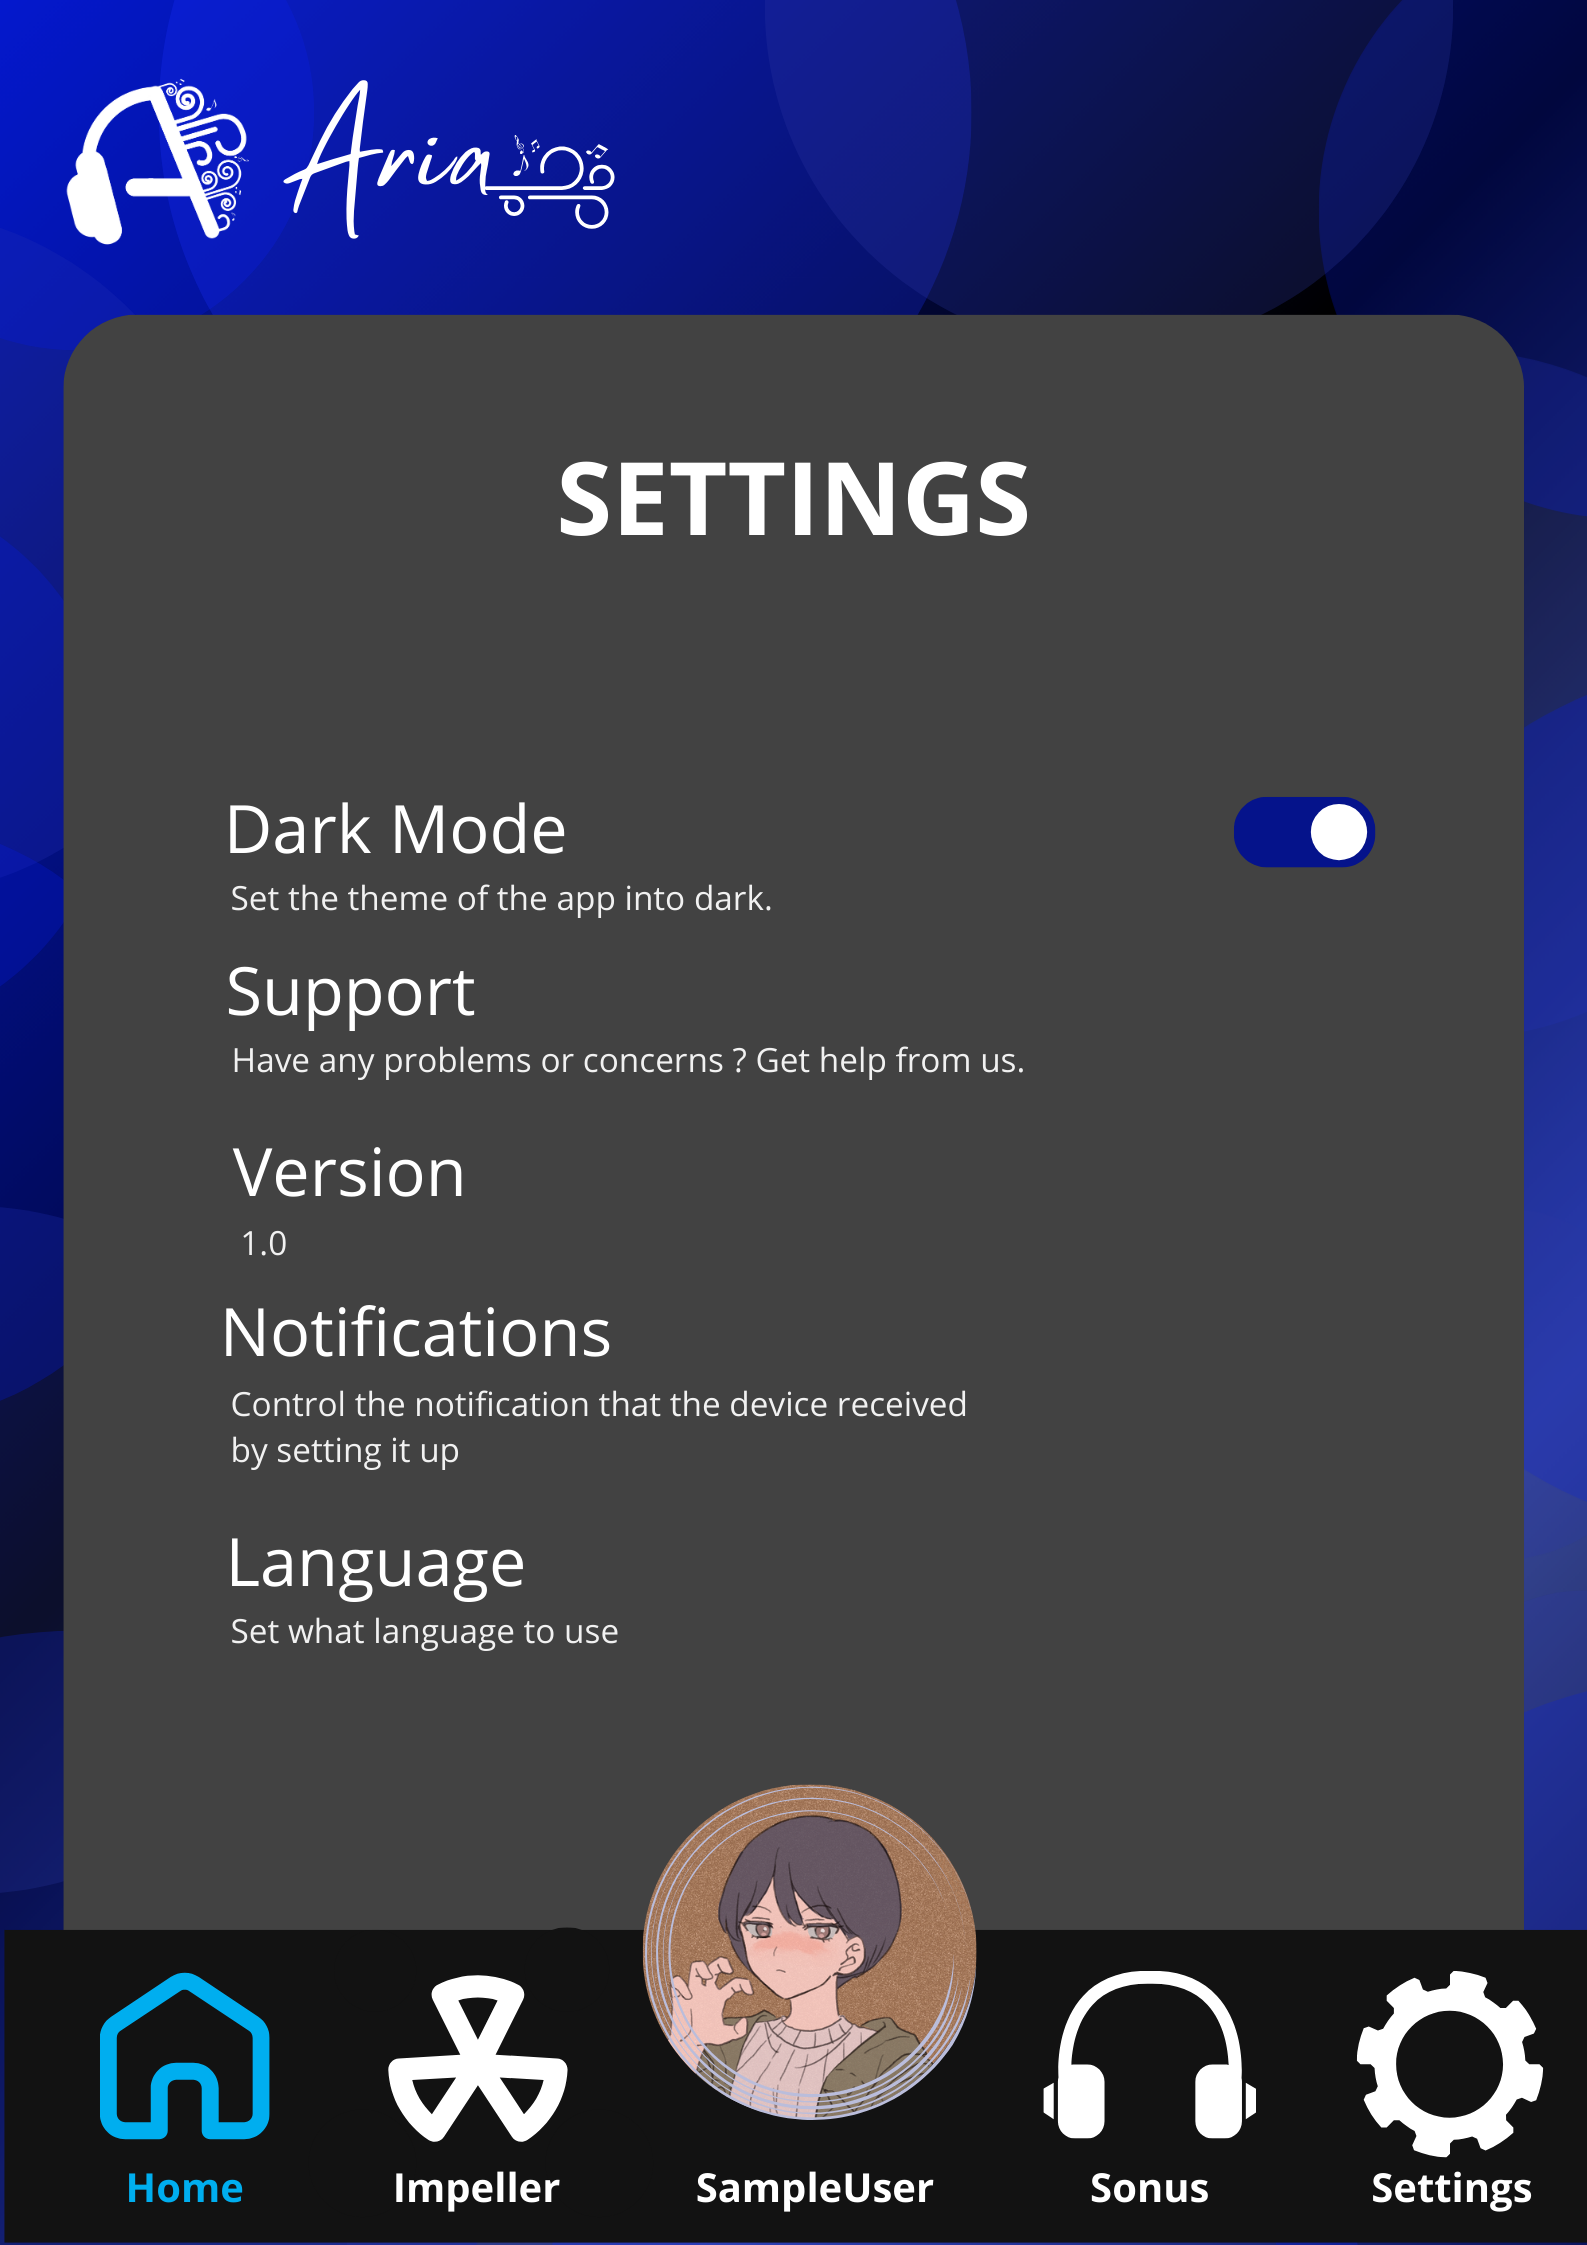 Aria
SETTINGS
Dark Mode
Set the theme of the app into dark.
Support
Have any problems or concerns ? Get help from us.
Version
1.0
Notifications
Control the notification that the device received
by setting it up
Language
Set what language to use
Home
Impeller
SampleUser
Sonus
Settings